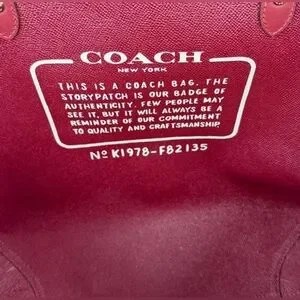 COACH
NEW YORK
THIS IS A COACH BAG. THE
STORYPATCH IS OUR BADGE OF
AUTHENTICITY. FEW PEOPLE MAY
SEE IT, BUT IT WILL ALWAYS BE A
REMINDER OF OUR COMMITMENT
TO QUALITY AND CRAFTSMANSHIP.
No K1978-F82135